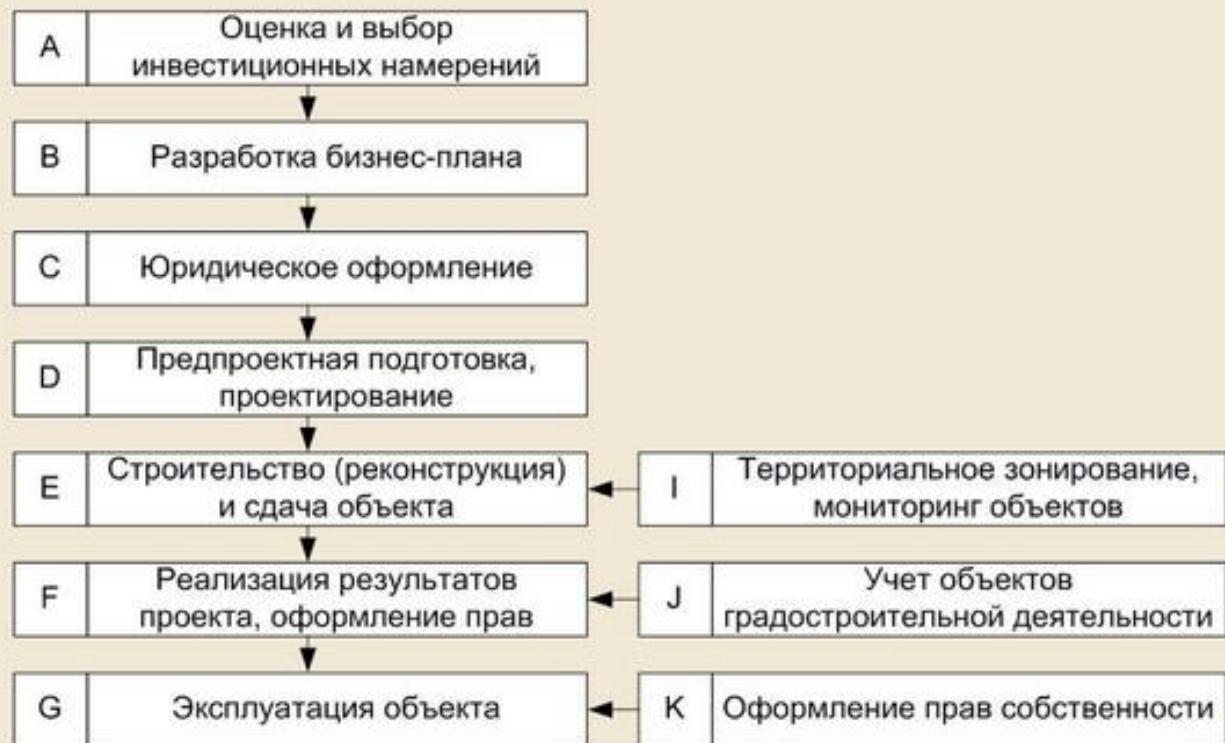 A
Оценка и выбор
инвестиционных намерений
B
Разработка бизнес-плана
C
Юридическое оформление
D
Предпроектная подготовка,
проектирование
E
Строительство (реконструкция)
и сдача объекта
I
Территориальное зонирование,
мониторинг объектов
F
Реализация результатов
проекта, оформление прав
J
Учет объектов
градостроительной деятельности
G
Эксплуатация объекта
K
Оформление прав собственности